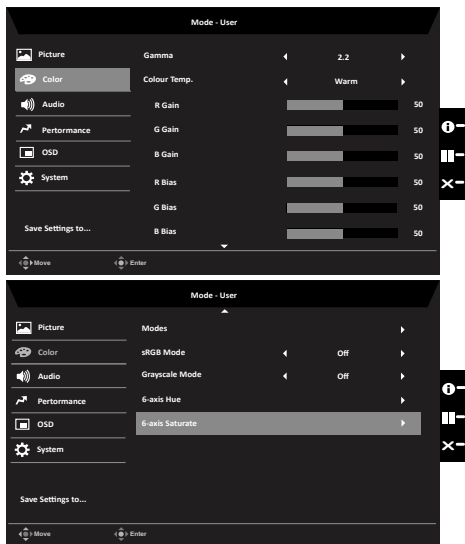 Mode - User
Picture
Gamma 2.2
Color
Colour Temp. Warm
Audio
R Gain 50
Pertormance
G Gain 50
OSD
B Gain 50
System
R Bias 50
G Bias 50
Save Settings to...
B Bias 50
Move Enter
Mode - User
Picture
Modes
Color
sRGB Mode Off
Audio
Grayscale Mode Off
Pertormance
6-axis Hue
OSD
6-axis Saturate
System
Save Settings to...
Move Enter